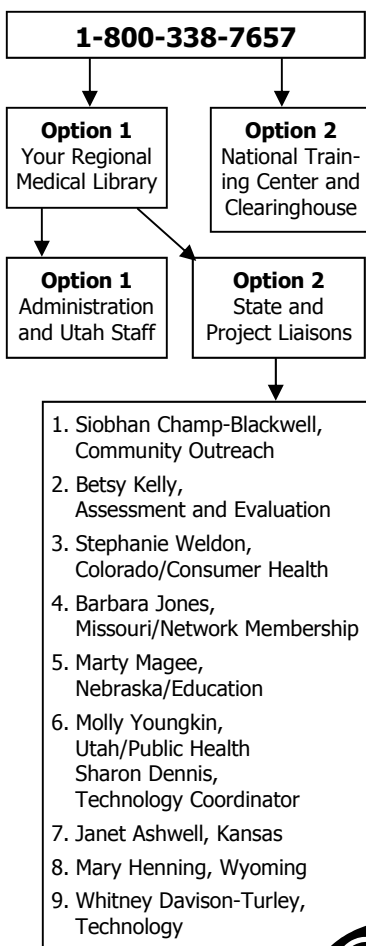 1-800-338-7657
Option 1
Your Regional
Medical Library
Option 2
National Train-
ing Center and
Clearinghouse
Option 1
Administration
and Utah Staff
Option 2
State and
Project Liaisons
1. Siobhan Champ-Blackwell,
Community Outreach
2. Betsy Kelly,
Assessment and Evaluation
3. Stephanie Weldon,
Colorado/Consumer Health
4. Barbara Jones,
Missouri/Network Membership
5. Marty Magee,
Nebraska/Education
6. Molly Youngkin,
Utah/Public Health
Sharon Dennis,
Technology Coordinator
7. Janet Ashwell, Kansas
8. Mary Henning, Wyoming
9. Whitney Davison-Turley,
Technology